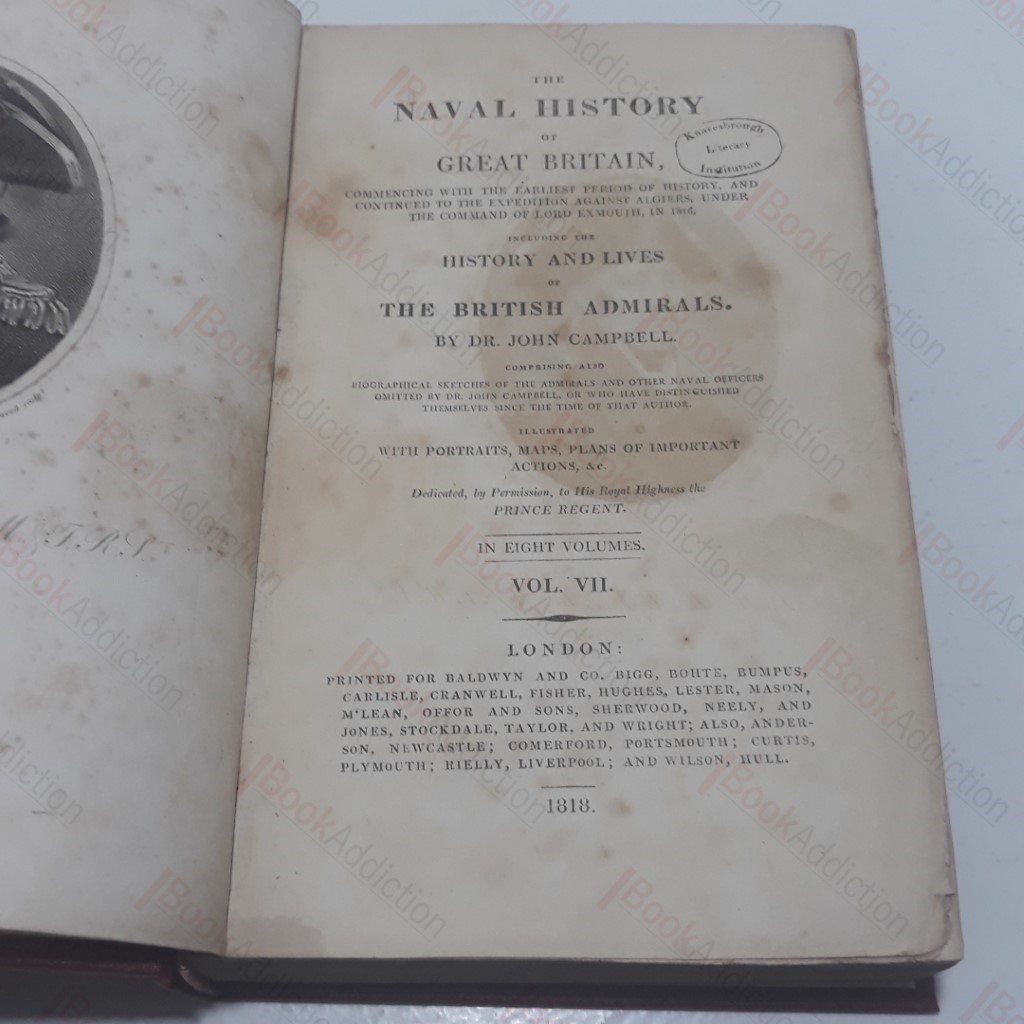 THE
NAVAL HISTORY
OF
GREAT BRITAIN,
COMMENCING WITH THE EARLIEST PERIOD OF HISTORY, AND
CONTINUED TO THE EXPEDITION AGAINST ALGIERS, UNDER
THE COMMAND OF LORD EXMOUTH, IN 1816,
INCLUDING THE
HISTORY AND LIVES
OF
THE BRITISH ADMIRALS.
BY DR. JOHN CAMPBELL.
COMPRISING ALSO
BIOGRAPHICAL SKETCHES OF THE ADMIRALS AND OTHER NAVAL OFFICERS
OMITTED BY DR. JOHN CAMPBELL, OR WHO HAVE DISTINGUISHED
THEMSELVES SINCE THE TIME OF THAT AUTHOR.
ILLUSTRATED
WITH PORTRAITS, MAPS, PLANS OF IMPORTANT
ACTIONS, &c.
Dedicated, by Permission, to His Royal Highness the
PRINCE REGENT.
IN EIGHT VOLUMES.
VOL. VII.
LONDON:
PRINTED FOR BALDWYN AND CO. BIGG, BOHTE, BUMPUS,
CARLISLE, CRANWELL, FISHER, HUGHES, LESTER, MASON,
M‘LEAN, OFFOR AND SONS, SHERWOOD, NEELY, AND
JONES, STOCKDALE, TAYLOR, AND WRIGHT; ALSO, ANDER-
SON, NEWCASTLE; COMERFORD, PORTSMOUTH; CURTIS,
PLYMOUTH; RIELLY, LIVERPOOL; AND WILSON, HULL.
1818.
Knaresbrough
Literacy
Institution
F.R.S
BookAddiction